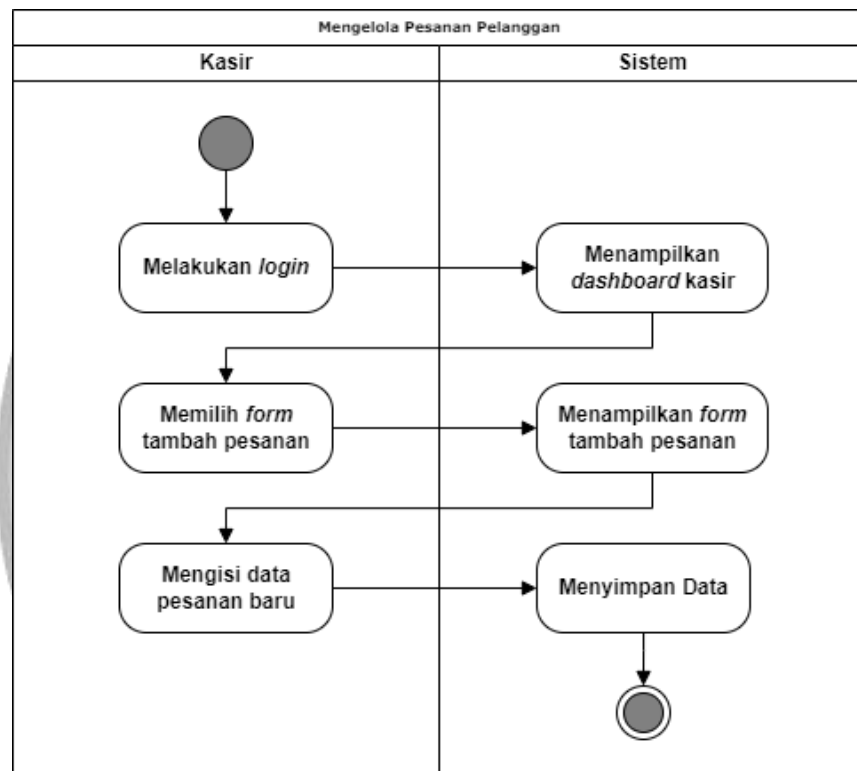 Mengelola Pesanan Pelanggan
Kasir
Sistem
Melakukan login
Menampilkan
dashboard kasir
Memilih form
tambah pesanan
Menampilkan form
tambah pesanan
Mengisi data
pesanan baru
Menyimpan Data